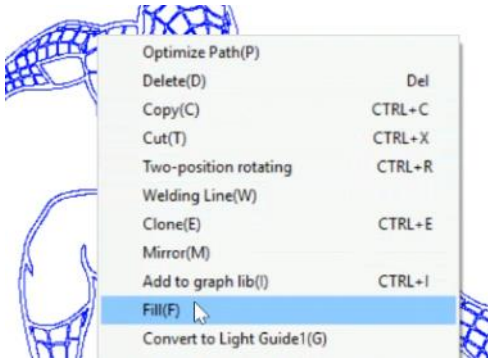 Optimize Path(P)
Delete(D) Del
Copy(C) CTRL+C
Cut(T) CTRL+X
Two-position rotating CTRL+R
Welding Line(W)
Clone(E) CTRL+E
Mirror(M)
Add to graph lib(I) CTRL+I
Fill(F)
Convert to Light Guide1(G)